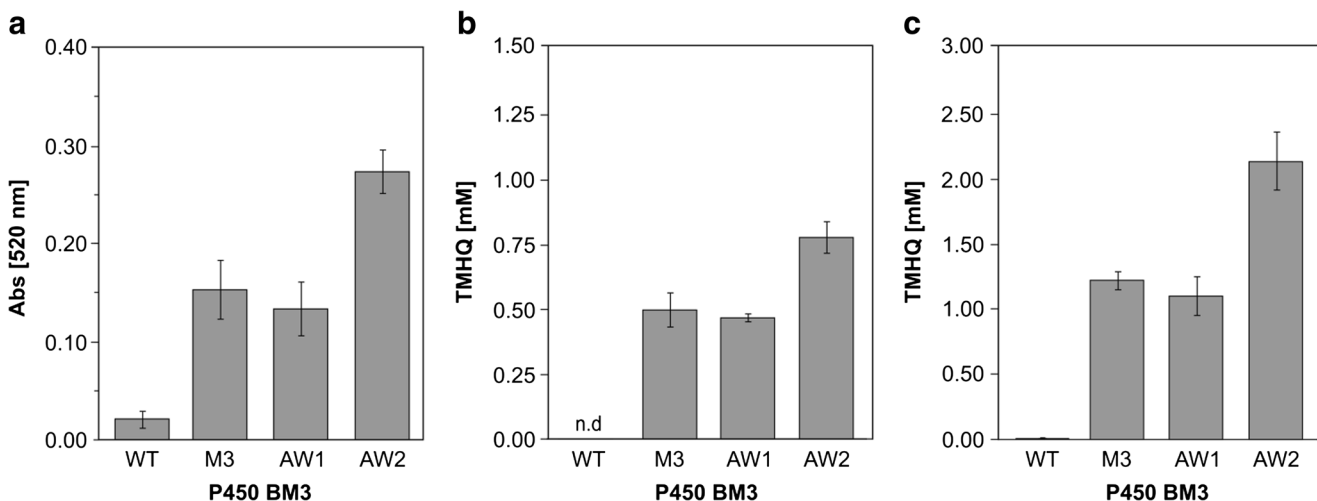 a
0.40
0.30
0.20
0.10
0.00
Abs [520 nm]
WT M3 AW1 AW2
P450 BM3
b
1.50
1.25
1.00
0.75
0.50
0.25
0.00
TMHQ [mM]
n.d
WT M3 AW1 AW2
P450 BM3
c
3.00
2.50
2.00
1.50
1.00
0.50
0.00
TMHQ [mM]
WT M3 AW1 AW2
P450 BM3